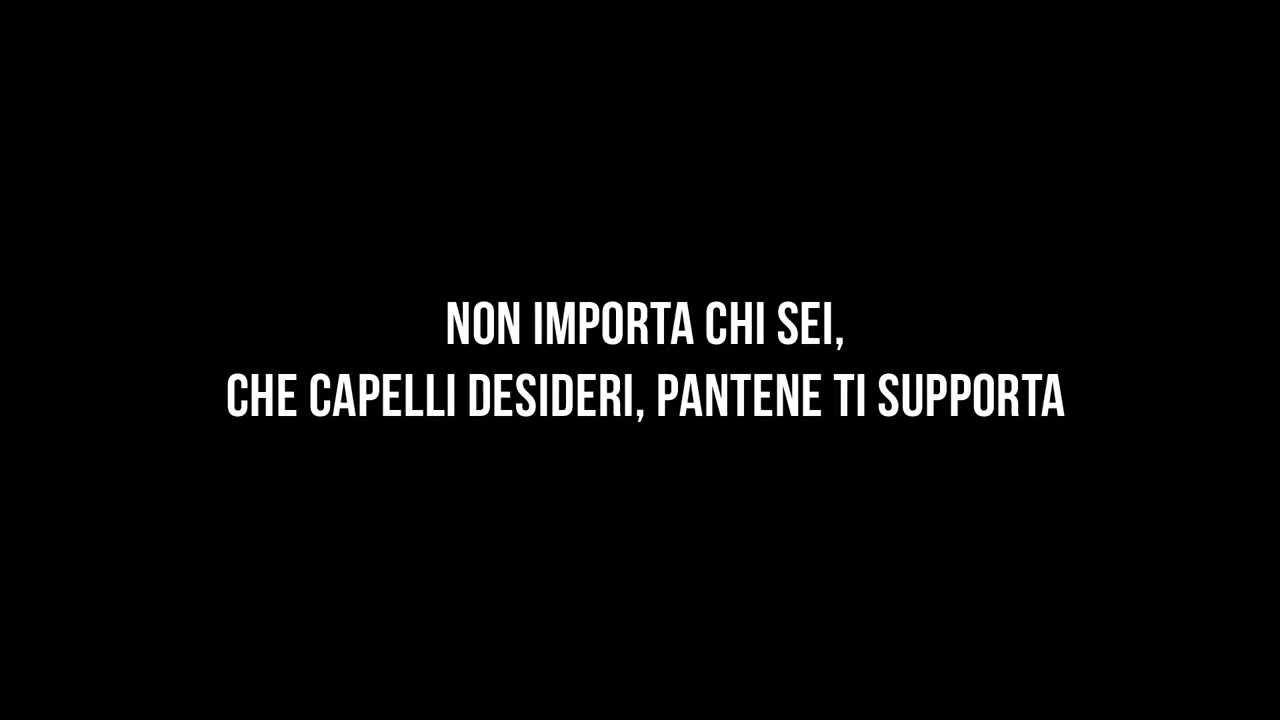 NON IMPORTA CHI SEI,
CHE CAPELLI DESIDERI, PANTENE TI SUPPORTA